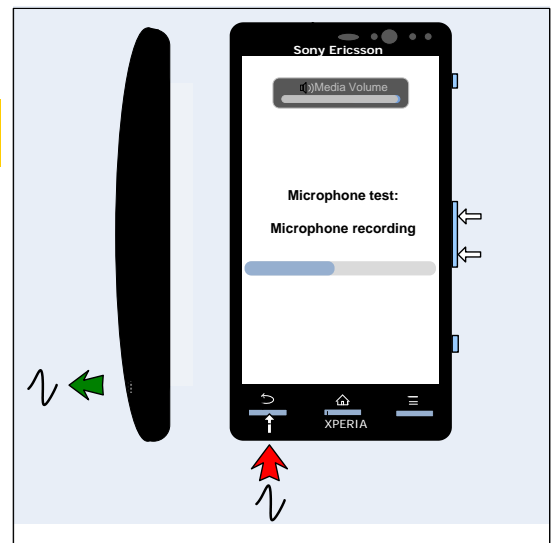 Sony Ericsson
Media Volume
Microphone test:
Microphone recording
XPERIA